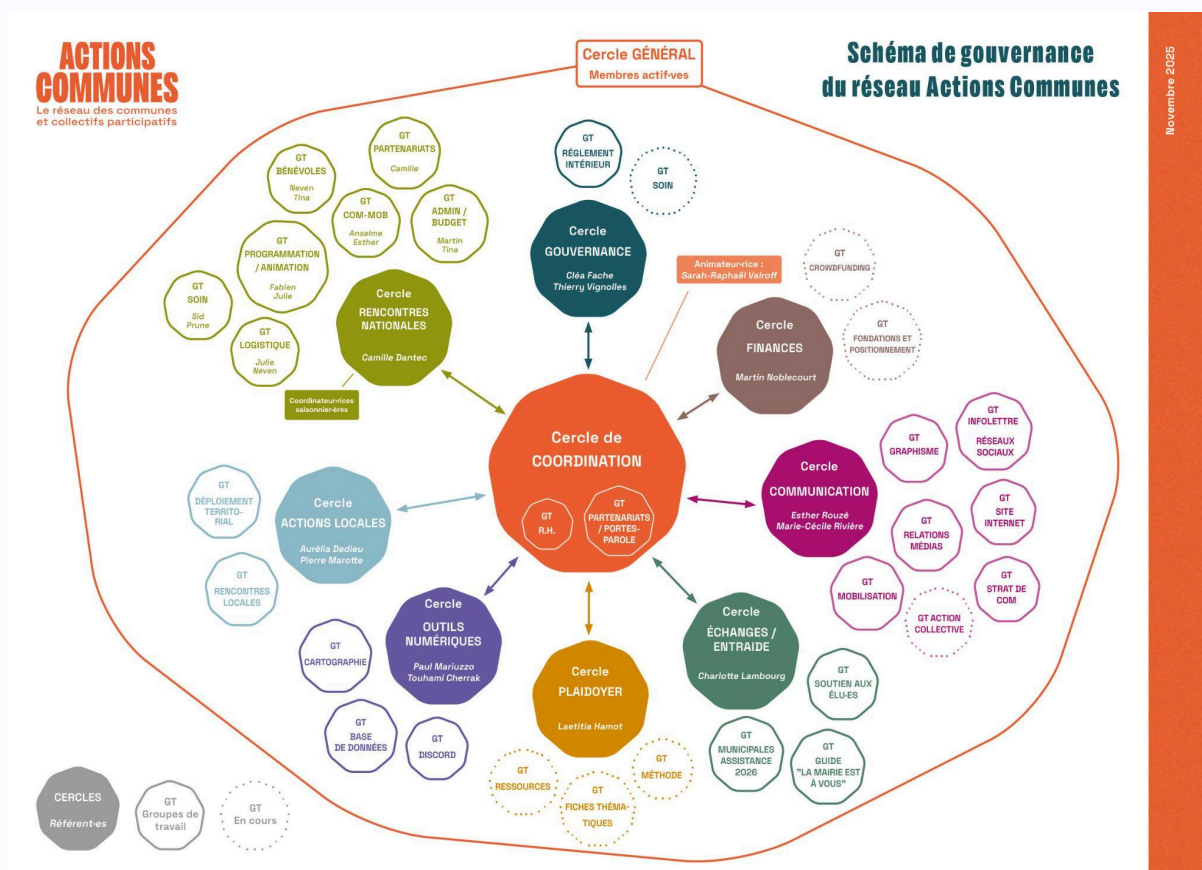 ACTIONS
COMMUNES
Le réseau des communes
et collectifs participatifs
Cercle GÉNÉRAL
Membres actif·ves
Schéma de gouvernance
du réseau Actions Communes
Novembre 2025
GT
PARTENARIATS
Camille
GT
BÉNÉVOLES
Neven
Tina
GT
COM-MOB
Anselme
Esther
GT
ADMIN /
BUDGET
Martin
Tina
GT
PROGRAMMATION
/ ANIMATION
Fabien
Julie
GT
SOIN
Sid
Prune
GT
LOGISTIQUE
Julie
Neven
Cercle
RENCONTRES
NATIONALES
Camille Dantec
Coordinateur·rices
saisonnier·ères
GT
RÉGLEMENT
INTÉRIEUR
GT
SOIN
Cercle
GOUVERNANCE
Cléa Fache
Thierry Vignolles
Animateur·rice :
Sarah-Raphaël Valroff
GT
CROWDFUNDING
GT
FONDATIONS ET
POSITIONNEMENT
Cercle
FINANCES
Martin Noblecourt
Cercle de
COORDINATION
GT
R.H.
GT
PARTENARIATS
/ PORTES-
PAROLE
Cercle
COMMUNICATION
Esther Rouzé
Marie-Cécile Rivière
GT
GRAPHISME
GT
INFOLETTRE
RÉSEAUX
SOCIAUX
GT
RELATIONS
MÉDIAS
GT
SITE
INTERNET
GT
MOBILISATION
GT ACTION
COLLECTIVE
GT
STRAT DE
COM
GT
DÉPLOIEMENT
TERRITO-
RIAL
GT
RENCONTRES
LOCALES
Cercle
ACTIONS LOCALES
Aurélia Dedieu
Pierre Marotte
Cercle
OUTILS
NUMÉRIQUES
Paul Mariuzzo
Touhami Cherrak
GT
CARTOGRAPHIE
GT
BASE
DE DONNÉES
GT
DISCORD
Cercle
PLAIDOYER
Laetitia Hamot
GT
RESSOURCES
GT
FICHES THÉMA-
TIQUES
GT
MÉTHODE
Cercle
ÉCHANGES /
ENTRAIDE
Charlotte Lambourg
GT
SOUTIEN AUX
ÉLU·ES
GT
MUNICIPALES
ASSISTANCE
2026
GT
GUIDE
"LA MAIRIE EST
À VOUS"
CERCLES
Référent·es
GT
Groupes de
travail
GT
En cours